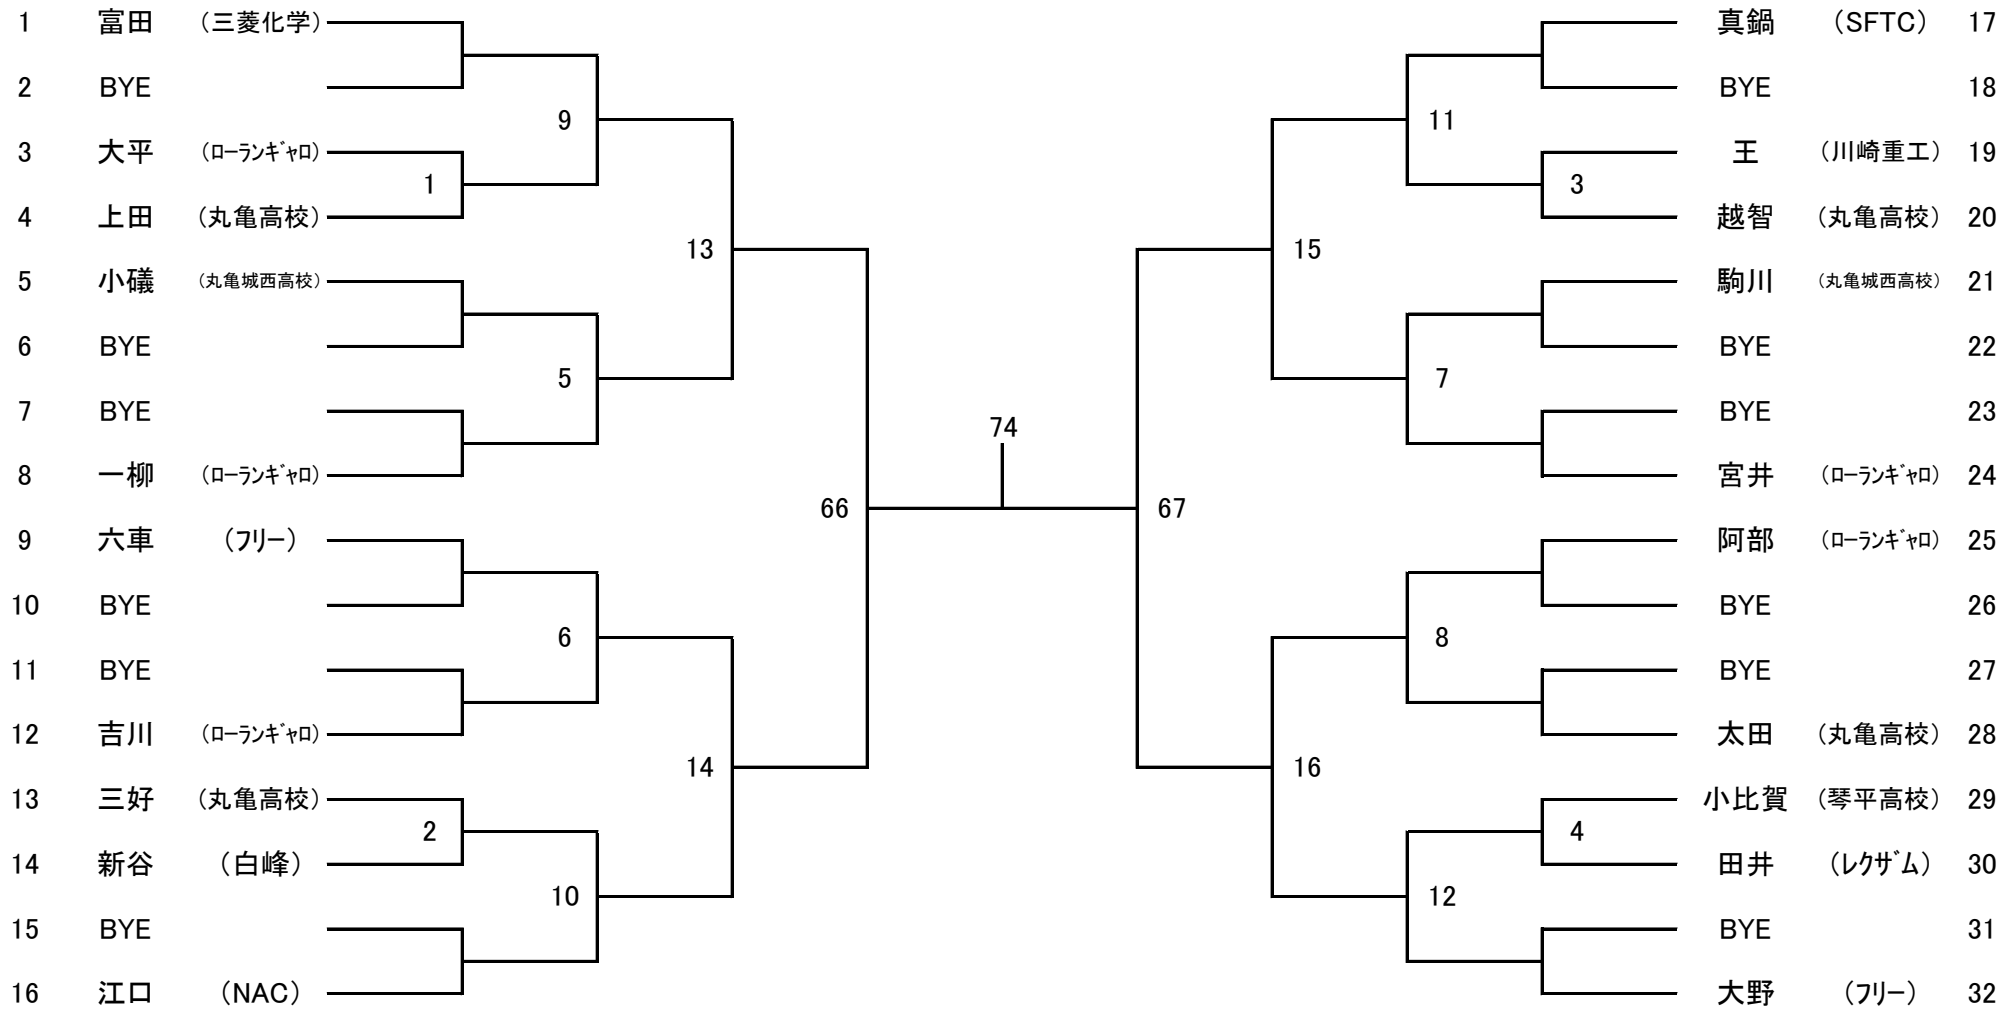 1 富田 （三菱化学） 真鍋 （SFTC） 17
2 BYE BYE 18
9 11
3 大平 （ﾛｰﾗﾝｷﾞｬﾛ） 王 （川崎重工） 19
1 3
4 上田 （丸亀高校） 越智 （丸亀高校） 20
13 15
5 小礒 （丸亀城西高校） 駒川 （丸亀城西高校） 21
6 BYE BYE 22
5 7
7 BYE BYE 23
74
8 一柳 （ﾛｰﾗﾝｷﾞｬﾛ） 宮井 （ﾛｰﾗﾝｷﾞｬﾛ） 24
66 67
9 六車 （ﾌﾘｰ） 阿部 （ﾛｰﾗﾝｷﾞｬﾛ） 25
10 BYE BYE 26
6 8
11 BYE BYE 27
12 吉川 （ﾛｰﾗﾝｷﾞｬﾛ） 太田 （丸亀高校） 28
14 16
13 三好 （丸亀高校） 小比賀 （琴平高校） 29
2 4
14 新谷 （白峰） 田井 （ﾚｸｻﾞﾑ） 30
10 12
15 BYE BYE 31
16 江口 （NAC） 大野 （ﾌﾘｰ） 32